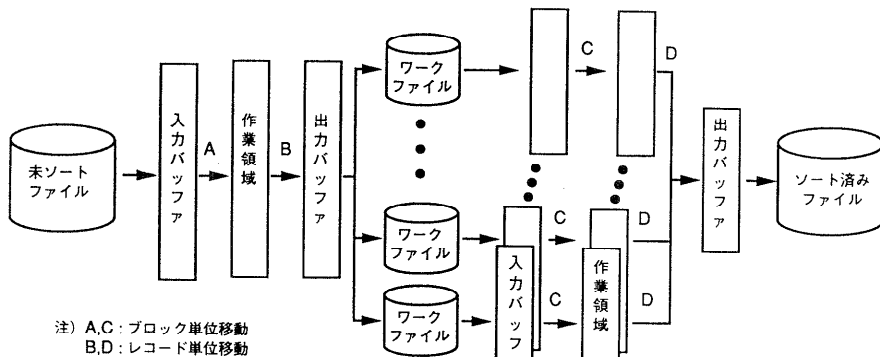 未ソート
ファイル
入力バッファ
A
作業領域
B
出力バッファ
ワーク
ファイル
C
D
ワーク
ファイル
C
D
ワーク
ファイル
入力バッフ
C
作業領域
D
出力バッファ
ソート済み
ファイル
注) A,C : ブロック単位移動
B,D : レコード単位移動